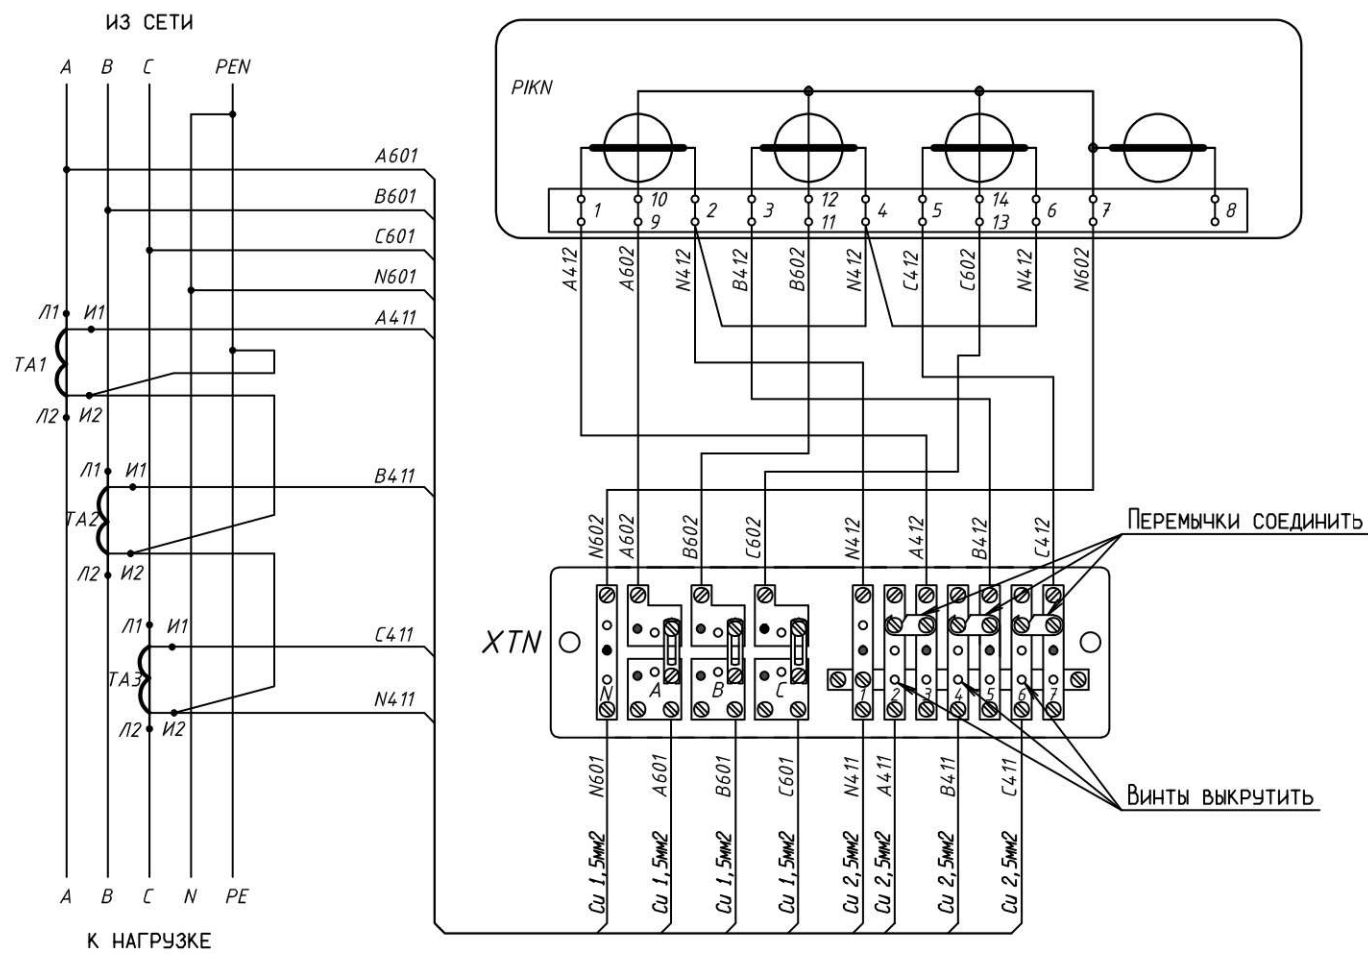 ИЗ СЕТИ
A B C PEN
A601
B601
C601
N601
A411
Л1 И1
ТА1
Л2 И2
Л1 И1
B411
ТА2
Л2 И2
Л1 И1
C411
ТА3
N411
Л2 И2
A B C N PE
К НАГРУЗКЕ
PIKN
1 10 2 3 12 4 5 14 6 7 8
9 11 13
A412 A602 N412 B412 B602 N412 C412 C602 N412 N602
N602 A602 B602 C602 N412 A412 B412 C412
Перемычки соединить
XTN
N A B C 1 2 3 4 5 6 7
Винты выкрутить
N601 A601 B601 C601 N411 A411 B411 C411
Cu 1,5мм2 Cu 1,5мм2 Cu 1,5мм2 Cu 1,5мм2 Cu 2,5мм2 Cu 2,5мм2 Cu 2,5мм2 Cu 2,5мм2